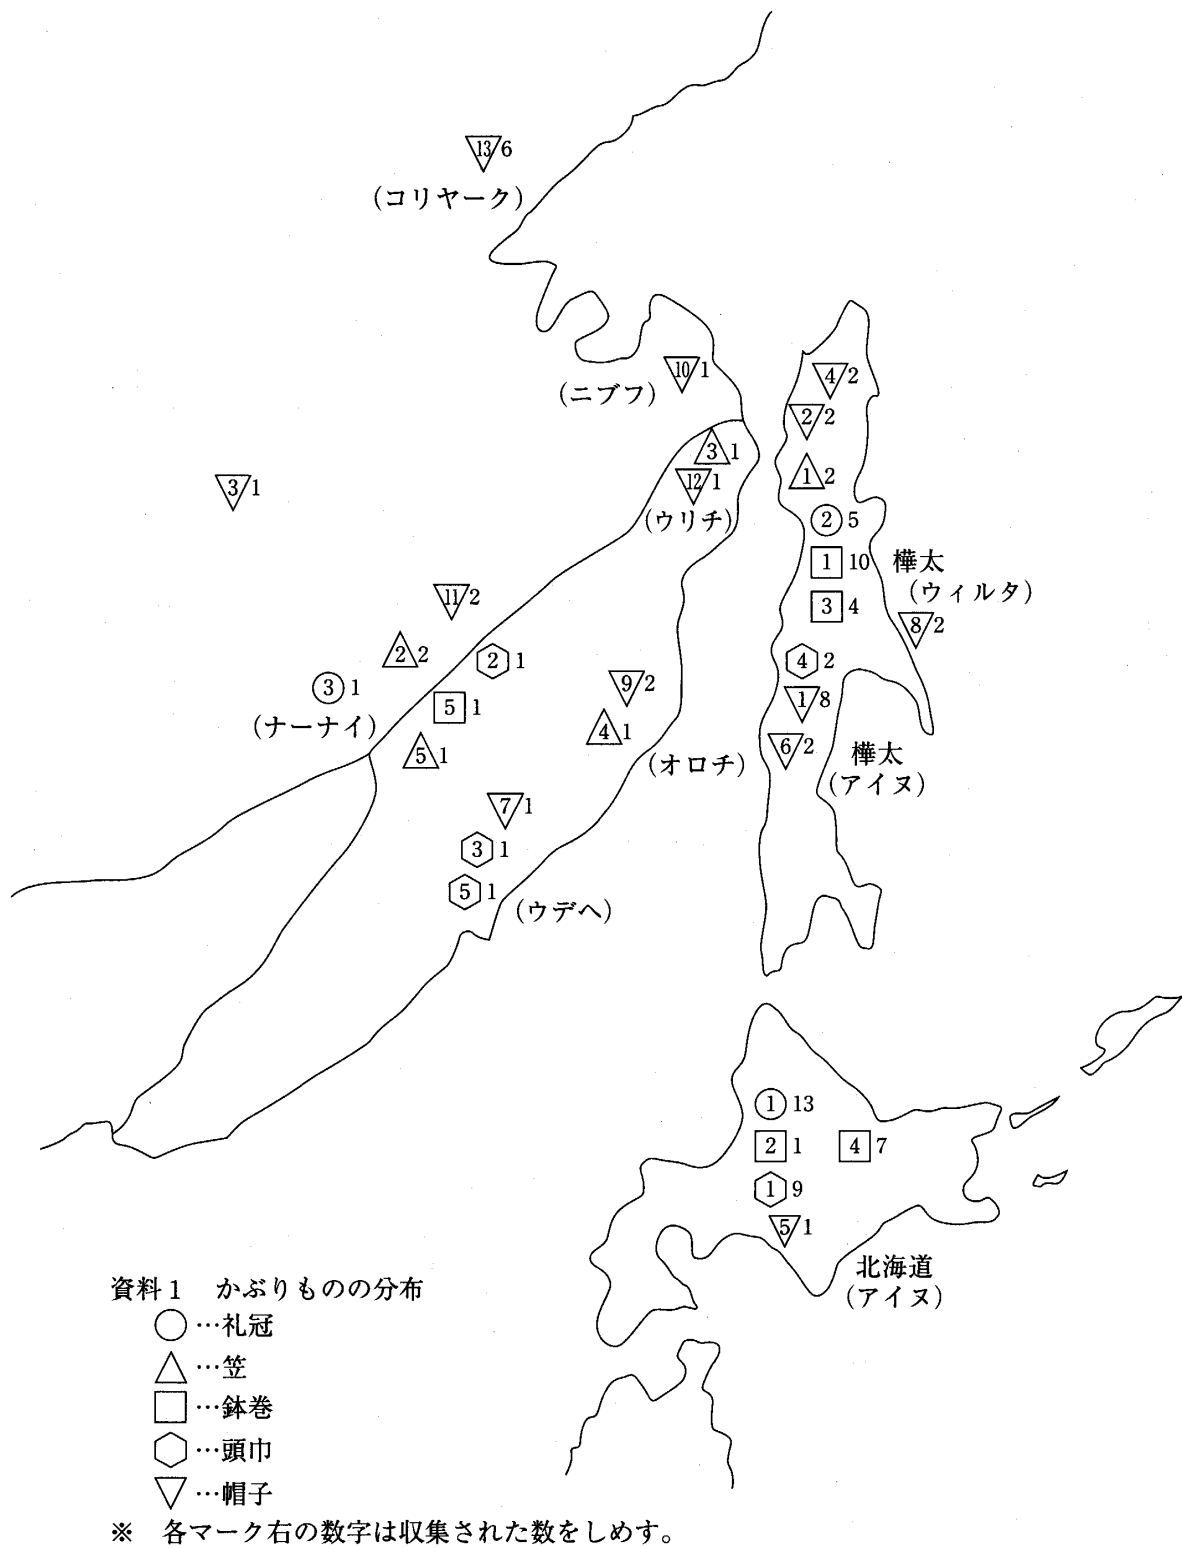 13 6
(コリヤーク)
10 1
(ニブフ)
4 2
2 2
3 1
12 1
(ウリチ)
1 2
3 1
2 5
1 10
樺太
(ウィルタ)
3 4
8 2
11 2
2 2
2 1
4 2
3 1
(ナーナイ)
5 1
9 2
1 8
5 1
4 1
(オロチ)
6 2
樺太
(アイヌ)
7 1
3 1
5 1
(ウデヘ)
1 13
2 1
4 7
1 9
5 1
北海道
(アイヌ)
資料1 かぶりものの分布
○…礼冠
△…笠
□…鉢巻
⬡…頭巾
▽…帽子
※ 各マーク右の数字は収集された数をしめす。